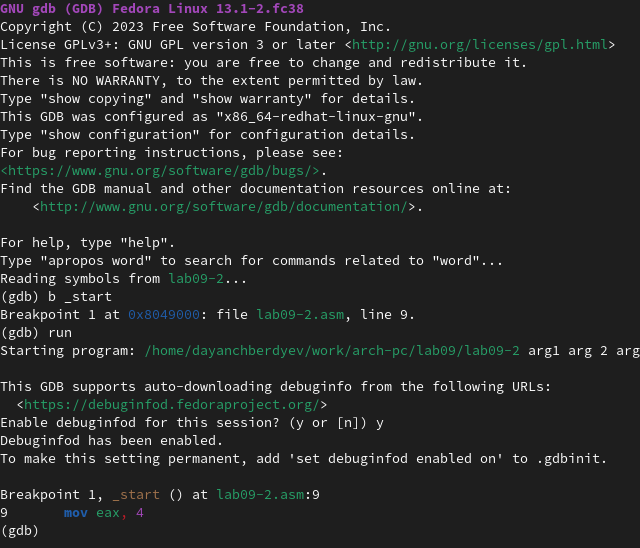 GNU gdb (GDB) Fedora Linux 13.1-2.fc38
Copyright (C) 2023 Free Software Foundation, Inc.
License GPLv3+: GNU GPL version 3 or later <http://gnu.org/licenses/gpl.html>
This is free software: you are free to change and redistribute it.
There is NO WARRANTY, to the extent permitted by law.
Type "show copying" and "show warranty" for details.
This GDB was configured as "x86_64-redhat-linux-gnu".
Type "show configuration" for configuration details.
For bug reporting instructions, please see:
<https://www.gnu.org/software/gdb/bugs/>.
Find the GDB manual and other documentation resources online at:
    <http://www.gnu.org/software/gdb/documentation/>.

For help, type "help".
Type "apropos word" to search for commands related to "word"...
Reading symbols from lab09-2...
(gdb) b _start
Breakpoint 1 at 0x8049000: file lab09-2.asm, line 9.
(gdb) run
Starting program: /home/dayanchberdyev/work/arch-pc/lab09/lab09-2 arg1 arg 2 arg

This GDB supports auto-downloading debuginfo from the following URLs:
  <https://debuginfod.fedoraproject.org/>
Enable debuginfod for this session? (y or [n]) y
Debuginfod has been enabled.
To make this setting permanent, add 'set debuginfod enabled on' to .gdbinit.

Breakpoint 1, _start () at lab09-2.asm:9
9       mov eax, 4
(gdb)